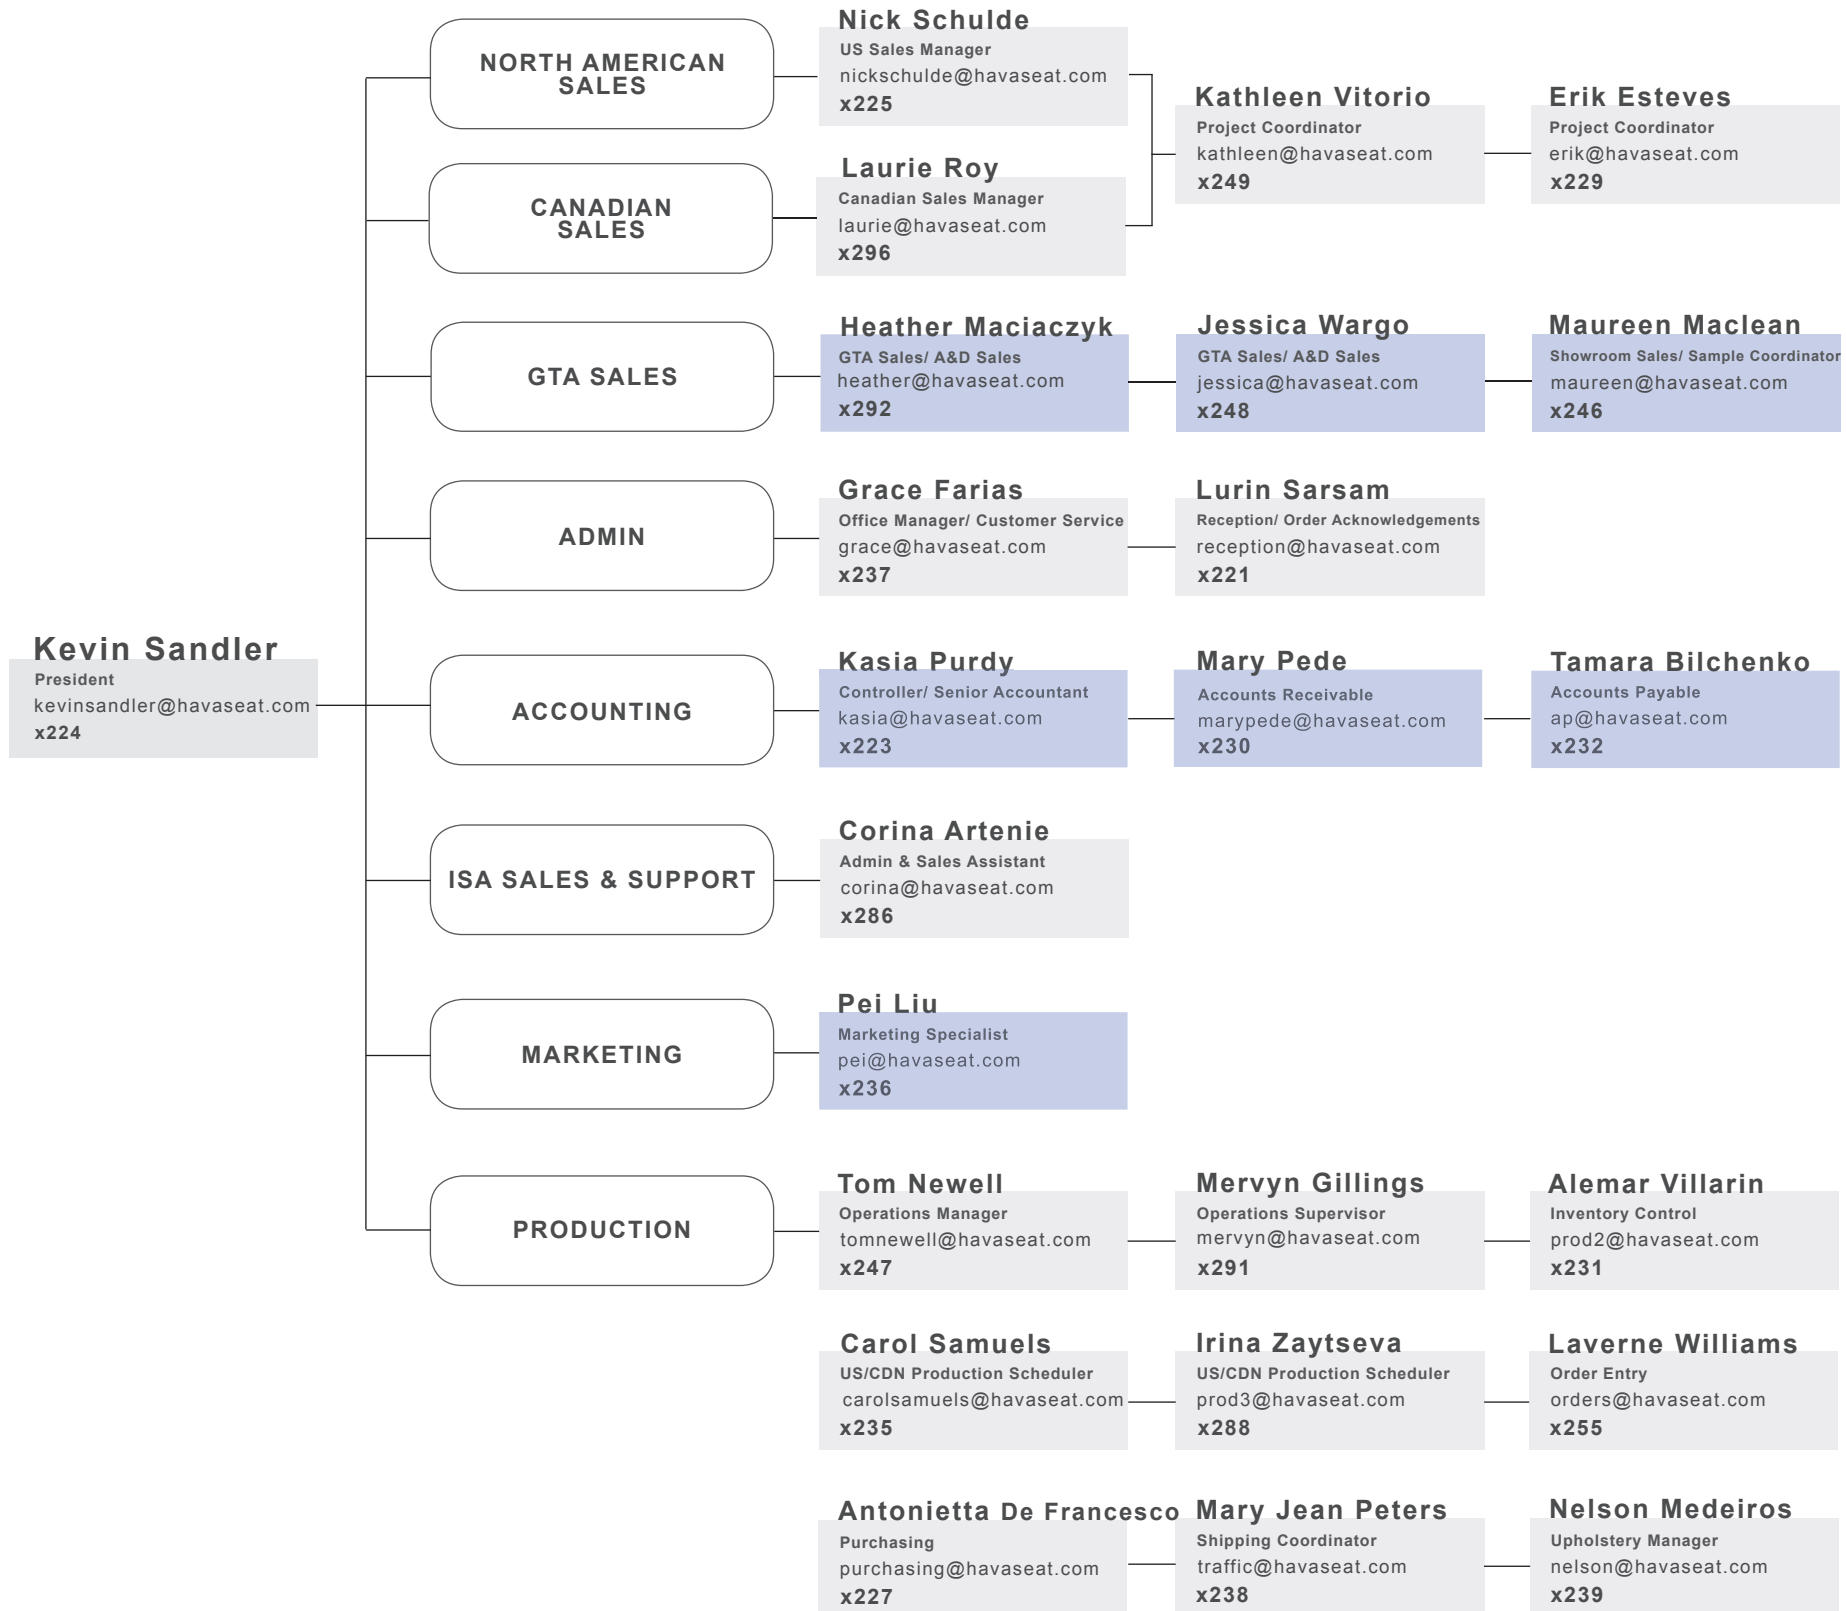 Kevin Sandler
President
kevinsandler@havaseat.com
x224
NORTH AMERICAN
SALES
Nick Schulde
US Sales Manager
nickschulde@havaseat.com
x225
CANADIAN
SALES
Laurie Roy
Canadian Sales Manager
laurie@havaseat.com
x296
Kathleen Vitorio
Project Coordinator
kathleen@havaseat.com
x249
Erik Esteves
Project Coordinator
erik@havaseat.com
x229
GTA SALES
Heather Maciaczyk
GTA Sales/ A&D Sales
heather@havaseat.com
x292
Jessica Wargo
GTA Sales/ A&D Sales
jessica@havaseat.com
x248
Maureen Maclean
Showroom Sales/ Sample Coordinator
maureen@havaseat.com
x246
ADMIN
Grace Farias
Office Manager/ Customer Service
grace@havaseat.com
x237
Lurin Sarsam
Reception/ Order Acknowledgements
reception@havaseat.com
x221
ACCOUNTING
Kasia Purdy
Controller/ Senior Accountant
kasia@havaseat.com
x223
Mary Pede
Accounts Receivable
marypede@havaseat.com
x230
Tamara Bilchenko
Accounts Payable
ap@havaseat.com
x232
ISA SALES & SUPPORT
Corina Artenie
Admin & Sales Assistant
corina@havaseat.com
x286
MARKETING
Pei Liu
Marketing Specialist
pei@havaseat.com
x236
PRODUCTION
Tom Newell
Operations Manager
tomnewell@havaseat.com
x247
Mervyn Gillings
Operations Supervisor
mervyn@havaseat.com
x291
Alemar Villarin
Inventory Control
prod2@havaseat.com
x231
Carol Samuels
US/CDN Production Scheduler
carolsamuels@havaseat.com
x235
Irina Zaytseva
US/CDN Production Scheduler
prod3@havaseat.com
x288
Laverne Williams
Order Entry
orders@havaseat.com
x255
Antonietta De Francesco
Purchasing
purchasing@havaseat.com
x227
Mary Jean Peters
Shipping Coordinator
traffic@havaseat.com
x238
Nelson Medeiros
Upholstery Manager
nelson@havaseat.com
x239